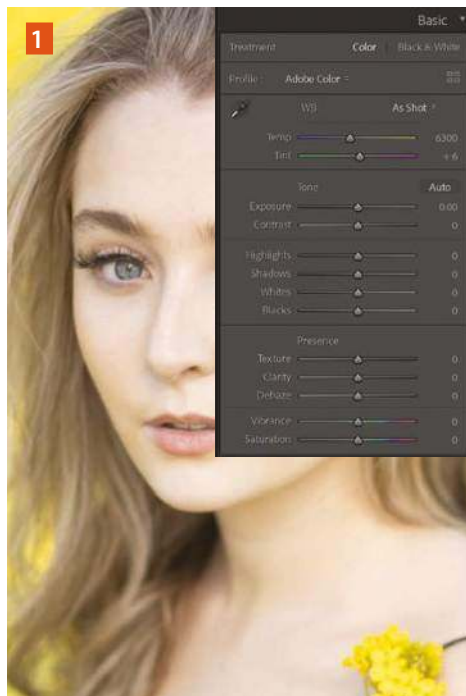 1
Basic
Treatment Color Black & White
Profile : Adobe Color
WB As Shot
Temp 6300
Tint + 6
Tone Auto
Exposure 0.00
Contrast 0
Highlights 0
Shadows 0
Whites 0
Blacks 0
Presence
Texture 0
Clarity 0
Dehaze 0
Vibrance 0
Saturation 0